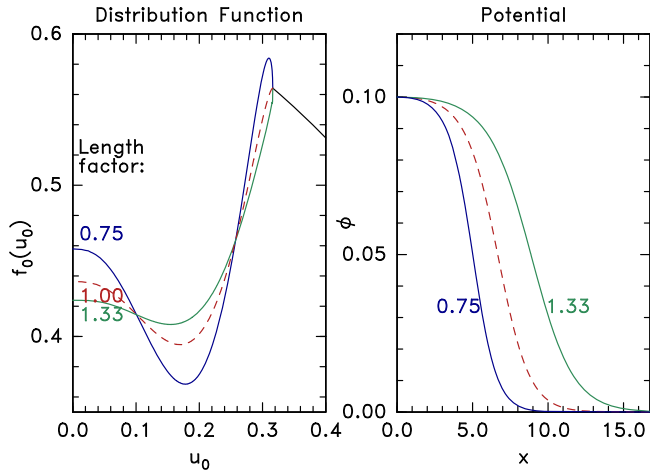 Distribution Function
0.6
0.5
0.4
f₀(u₀)
Length
factor:
0.75
1.00
1.33
0.0 0.1 0.2 0.3 0.4
u₀
Potential
0.10
0.05
0.00
ϕ
0.75
1.33
0.0 5.0 10.0 15.0
x